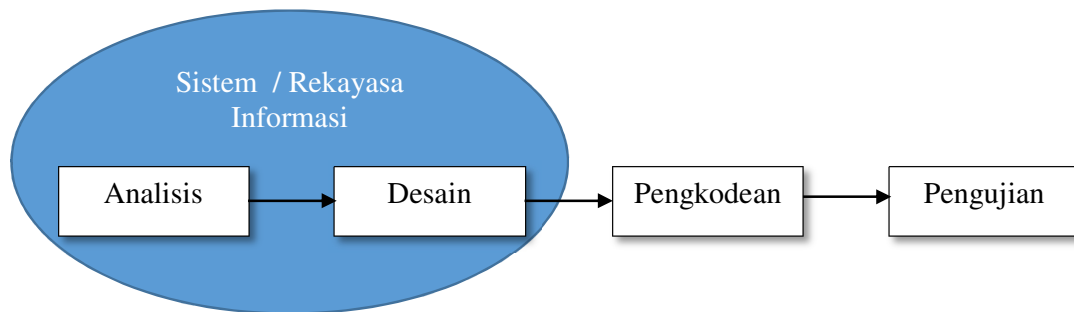 Sistem / Rekayasa
Informasi
Analisis
Desain
Pengkodean
Pengujian